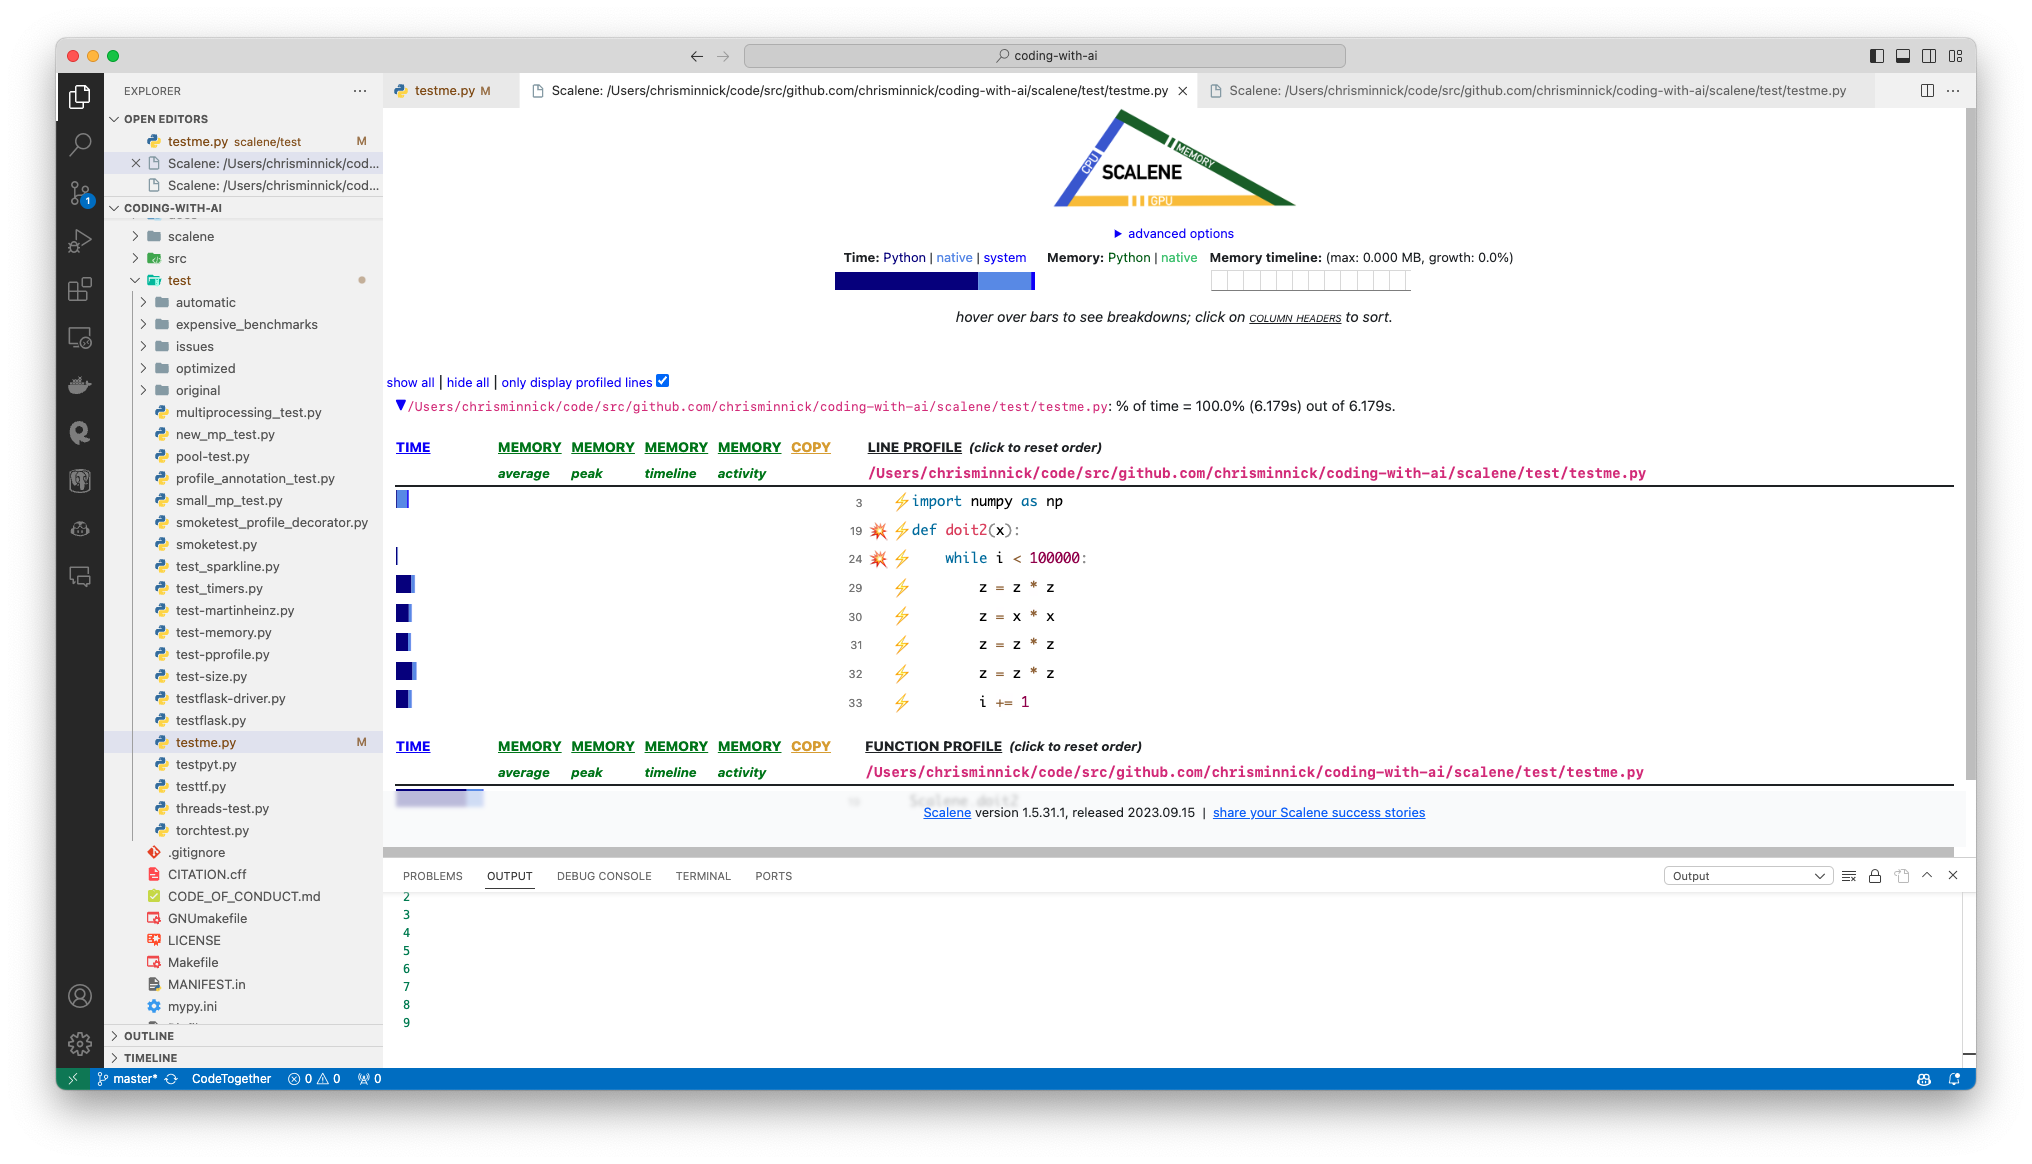 coding-with-ai
EXPLORER
OPEN EDITORS
testme.py scalene/test M
Scalene: /Users/chrisminnick/cod...
Scalene: /Users/chrisminnick/cod...
CODING-WITH-AI
scalene
src
test
automatic
expensive_benchmarks
issues
optimized
original
multiprocessing_test.py
new_mp_test.py
pool-test.py
profile_annotation_test.py
small_mp_test.py
smoketest_profile_decorator.py
smoketest.py
test_sparkline.py
test_timers.py
test-martinheinz.py
test-memory.py
test-pprofile.py
test-size.py
testflask-driver.py
testflask.py
testme.py M
testpyt.py
testtf.py
threads-test.py
torchtest.py
.gitignore
CITATION.cff
CODE_OF_CONDUCT.md
GNUmakefile
LICENSE
Makefile
MANIFEST.in
mypy.ini
OUTLINE
TIMELINE
1
testme.py M
Scalene: /Users/chrisminnick/code/src/github.com/chrisminnick/coding-with-ai/scalene/test/testme.py
Scalene: /Users/chrisminnick/code/src/github.com/chrisminnick/coding-with-ai/scalene/test/testme.py
CPU
MEMORY
SCALENE
GPU
advanced options
Time: Python | native | system Memory: Python | native Memory timeline: (max: 0.000 MB, growth: 0.0%)
hover over bars to see breakdowns; click on COLUMN HEADERS to sort.
show all | hide all | only display profiled lines
/Users/chrisminnick/code/src/github.com/chrisminnick/coding-with-ai/scalene/test/testme.py: % of time = 100.0% (6.179s) out of 6.179s.
TIME MEMORY MEMORY MEMORY MEMORY COPY LINE PROFILE (click to reset order)
average peak timeline activity /Users/chrisminnick/code/src/github.com/chrisminnick/coding-with-ai/scalene/test/testme.py
3 import numpy as np
19 def doit2(x):
24 while i < 100000:
29 z = z * z
30 z = x * x
31 z = z * z
32 z = z * z
33 i += 1
TIME MEMORY MEMORY MEMORY MEMORY COPY FUNCTION PROFILE (click to reset order)
average peak timeline activity /Users/chrisminnick/code/src/github.com/chrisminnick/coding-with-ai/scalene/test/testme.py
Scalene version 1.5.31.1, released 2023.09.15 | share your Scalene success stories
PROBLEMS OUTPUT DEBUG CONSOLE TERMINAL PORTS Output
2
3
4
5
6
7
8
9
master* CodeTogether 0 0 0